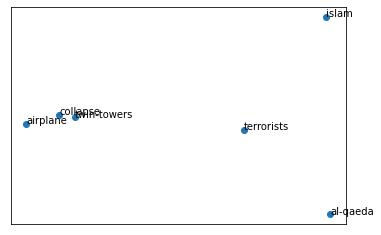 islam
collapse
twin-towers
airplane
terrorists
al-qaeda